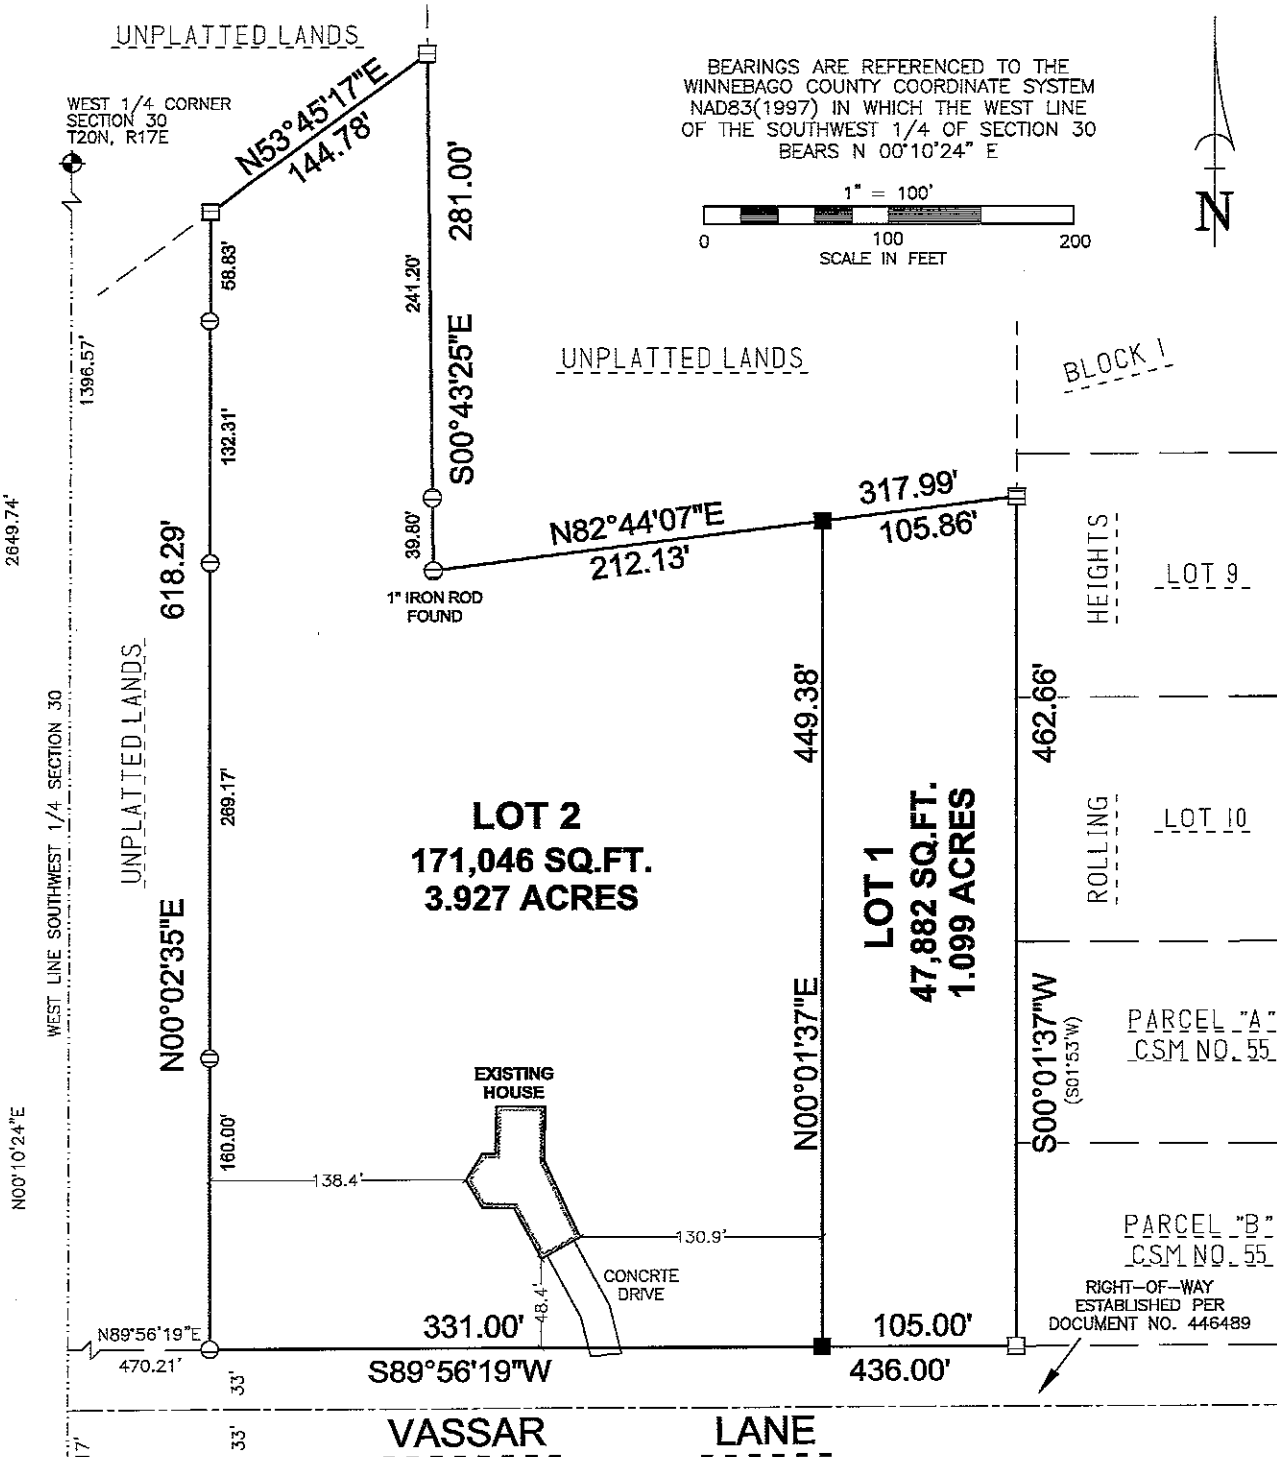 UNPLATTED LANDS
WEST 1/4 CORNER
SECTION 30
T20N, R17E
N53°45'17"E
144.78'
BEARINGS ARE REFERENCED TO THE
WINNEBAGO COUNTY COORDINATE SYSTEM
NAD83(1997) IN WHICH THE WEST LINE
OF THE SOUTHWEST 1/4 OF SECTION 30
BEARS N 00°10'24" E
1" = 100'
0 100 200
SCALE IN FEET
N
58.83'
281.00'
241.20'
S00°43'25"E
39.80'
1396.57'
132.31'
UNPLATTED LANDS
BLOCK 1
2649.74'
618.29'
N82°44'07"E
212.13'
317.99'
105.86'
1" IRON ROD
FOUND
HEIGHTS
LOT 9
UNPLATTED LANDS
WEST LINE SOUTHWEST 1/4 SECTION 30
269.17'
449.38'
462.66'
LOT 2
171,046 SQ.FT.
3.927 ACRES
LOT 1
47,882 SQ.FT.
1.099 ACRES
ROLLING
LOT 10
N00°02'35"E
N00°01'37"E
S00°01'37"W
(S01°53'W)
PARCEL "A"
CSM NO. 55
EXISTING
HOUSE
N00°10'24"E
160.00'
138.4'
130.9'
PARCEL "B"
CSM NO. 55
CONCRTE
DRIVE
48.4'
RIGHT-OF-WAY
ESTABLISHED PER
DOCUMENT NO. 446489
N89°56'19"E
470.21'
331.00'
S89°56'19"W
105.00'
436.00'
33'
33'
7'
VASSAR LANE